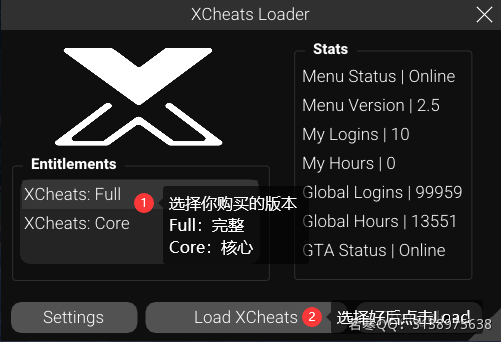 XCheats Loader
Stats
Menu Status | Online
Menu Version | 2.5
My Logins | 10
My Hours | 0
Global Logins | 99959
Global Hours | 13551
GTA Status | Online
Entitlements
XCheats: Full
XCheats: Core
1 选择你购买的版本
Full：完整
Core：核心
Settings
Load XCheats
2 选择好后点击Load
若寒QQ：3138975638